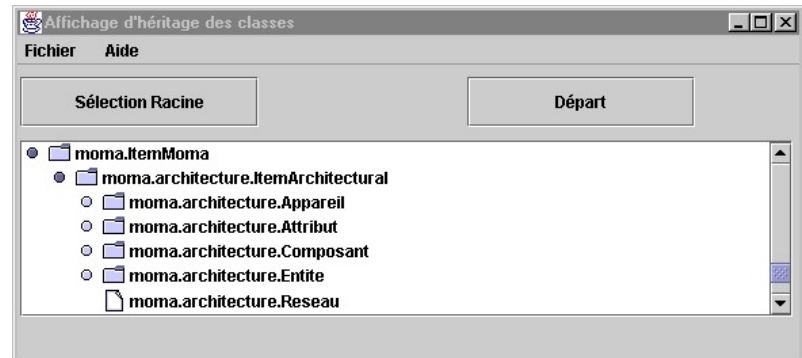 Affichage d'héritage des classes
Fichier Aide
Sélection Racine Départ
moma.ItemMoma
moma.architecture.ItemArchitectural
moma.architecture.Appareil
moma.architecture.Attribut
moma.architecture.Composant
moma.architecture.Entite
moma.architecture.Reseau